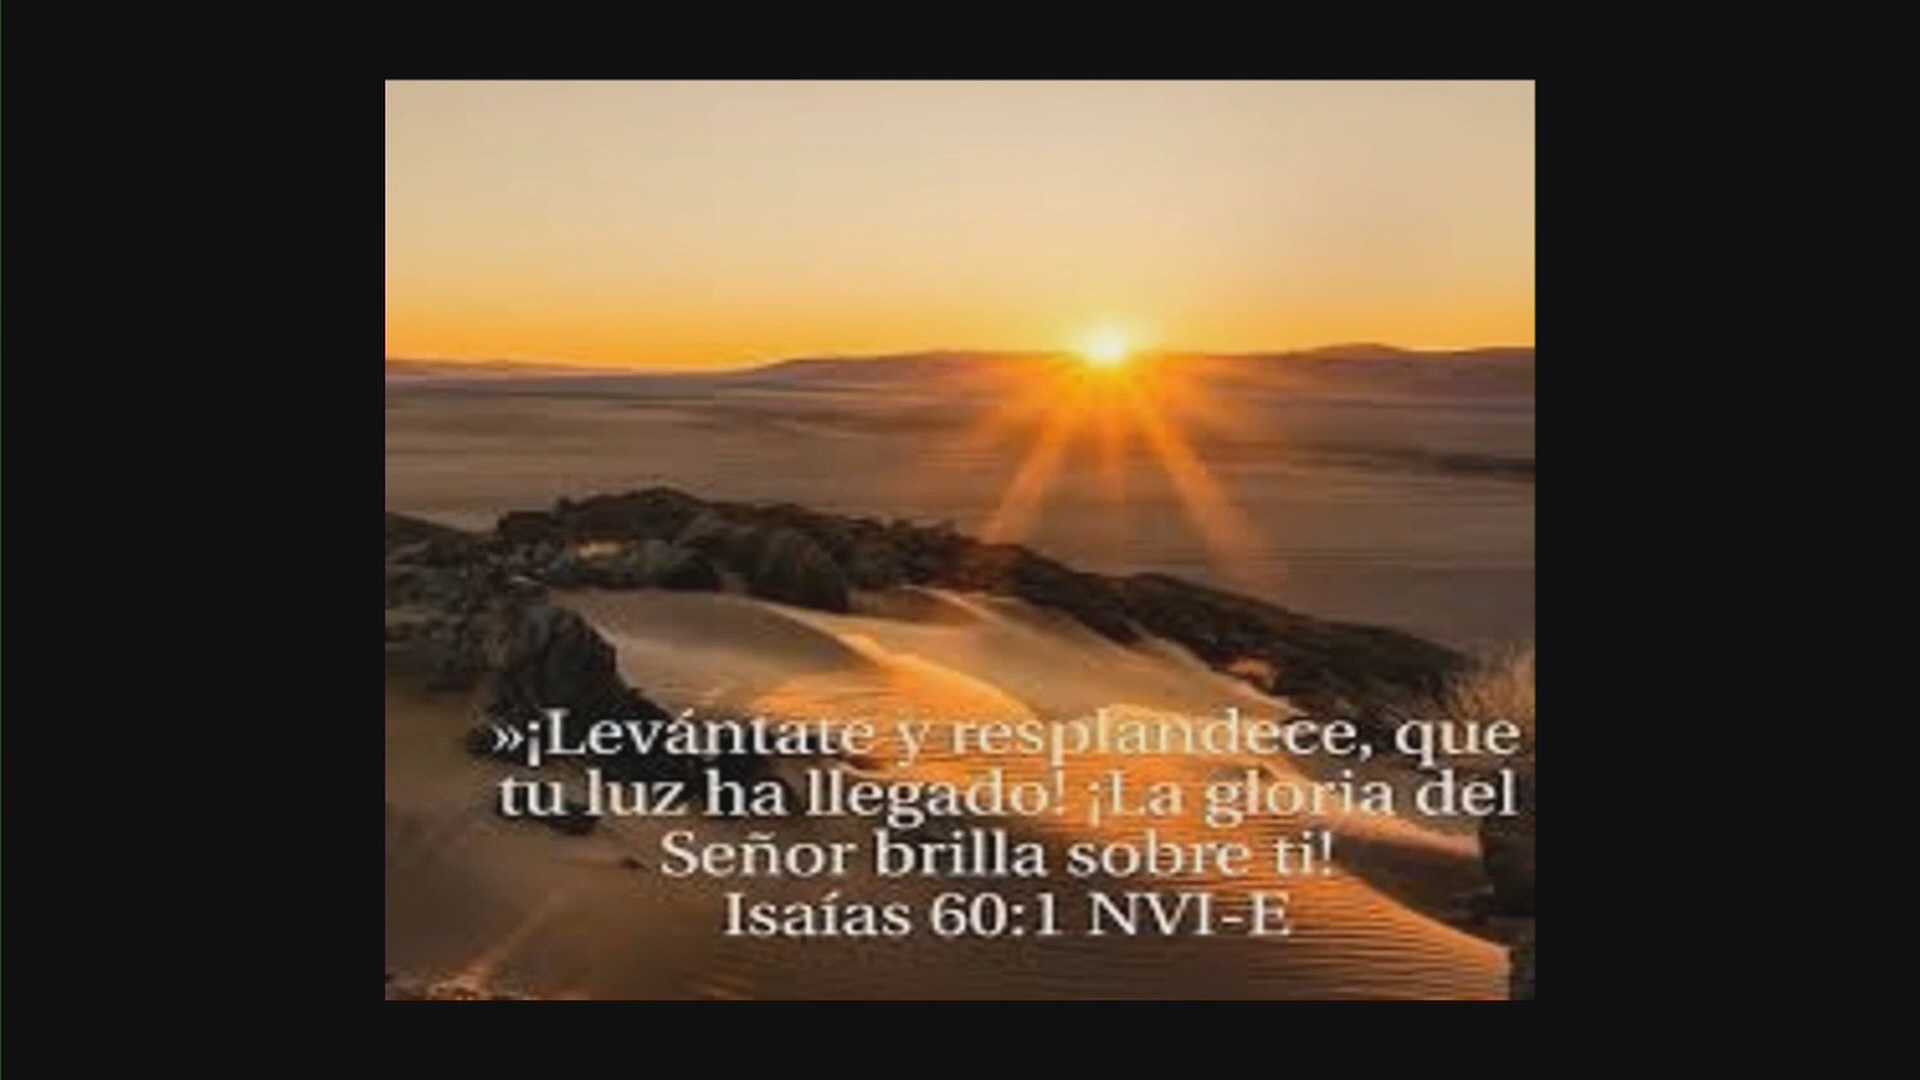 »¡Levántate y resplandece, que
tu luz ha llegado! ¡La gloria del
Señor brilla sobre ti!
Isaías 60:1 NVI-E